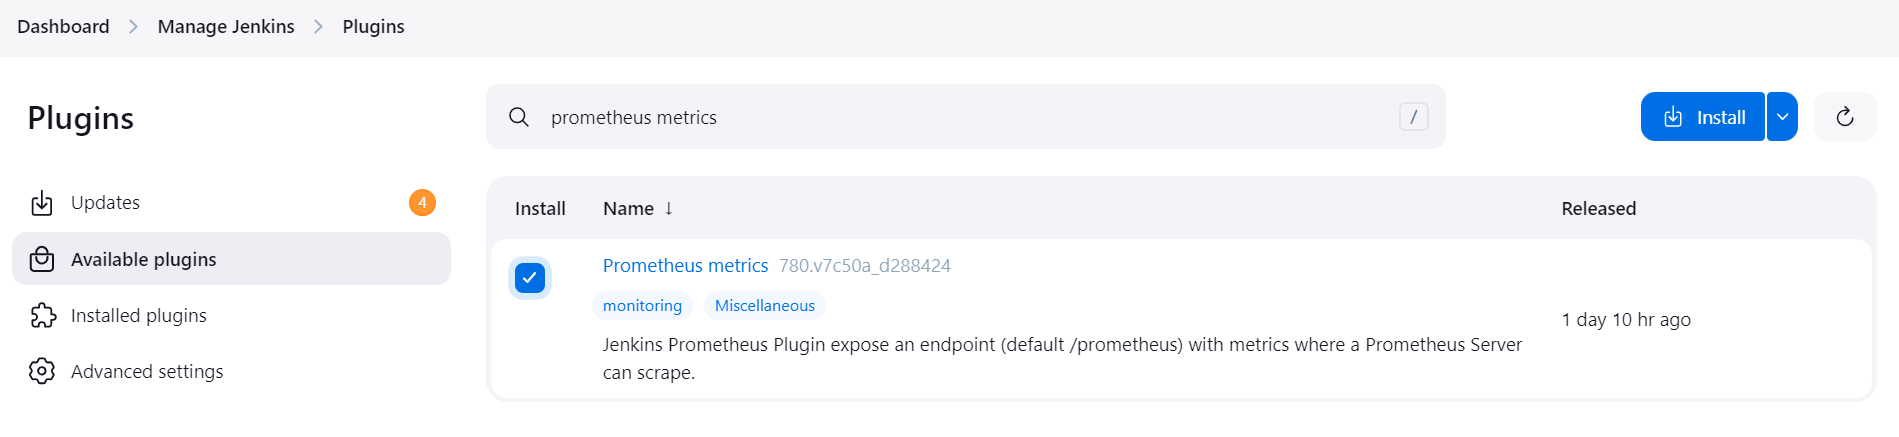 Dashboard > Manage Jenkins > Plugins
Plugins
prometheus metrics /
Install
Updates 4
Available plugins
Installed plugins
Advanced settings
Install Name ↓ Released
Prometheus metrics 780.v7c50a_d288424
monitoring Miscellaneous
Jenkins Prometheus Plugin expose an endpoint (default /prometheus) with metrics where a Prometheus Server
can scrape.
1 day 10 hr ago